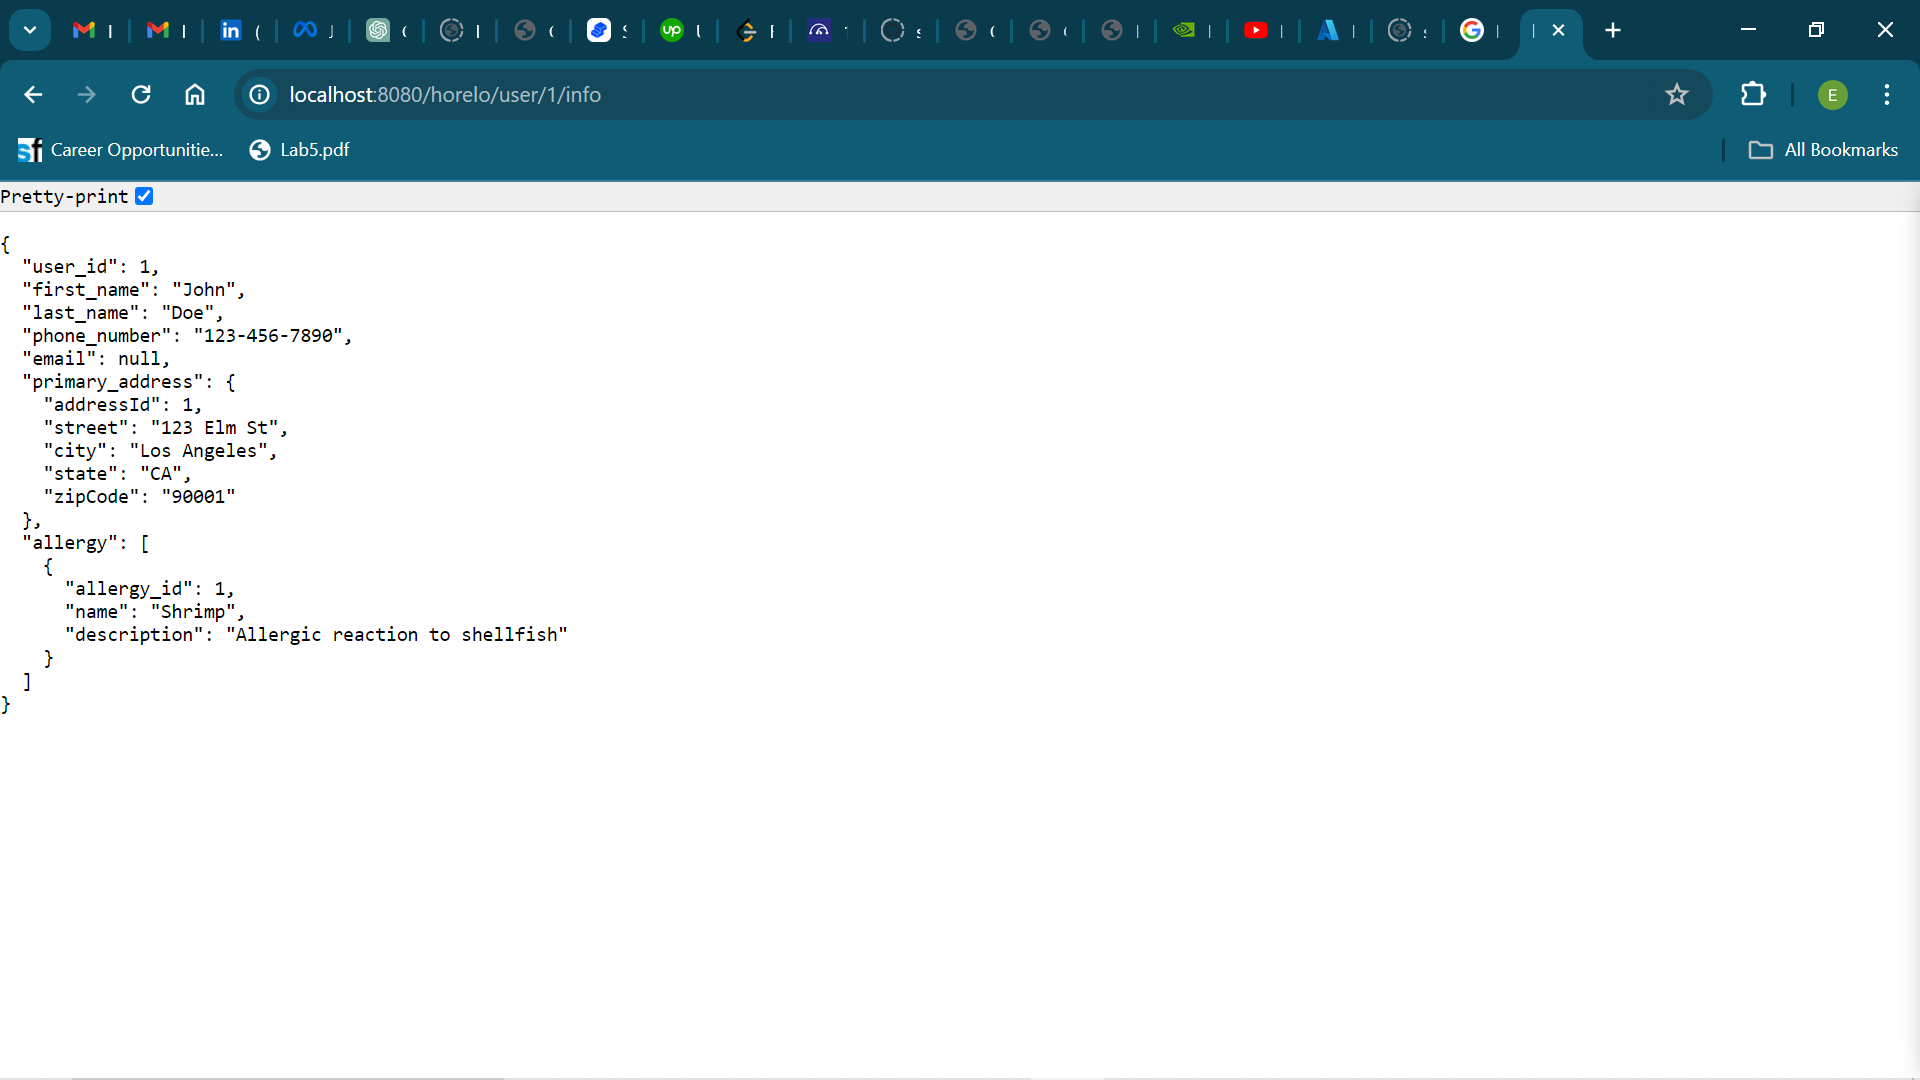 localhost:8080/horelo/user/1/info
E
Career Opportunitie...
Lab5.pdf
All Bookmarks
Pretty-print
{
  "user_id": 1,
  "first_name": "John",
  "last_name": "Doe",
  "phone_number": "123-456-7890",
  "email": null,
  "primary_address": {
    "addressId": 1,
    "street": "123 Elm St",
    "city": "Los Angeles",
    "state": "CA",
    "zipCode": "90001"
  },
  "allergy": [
    {
      "allergy_id": 1,
      "name": "Shrimp",
      "description": "Allergic reaction to shellfish"
    }
  ]
}